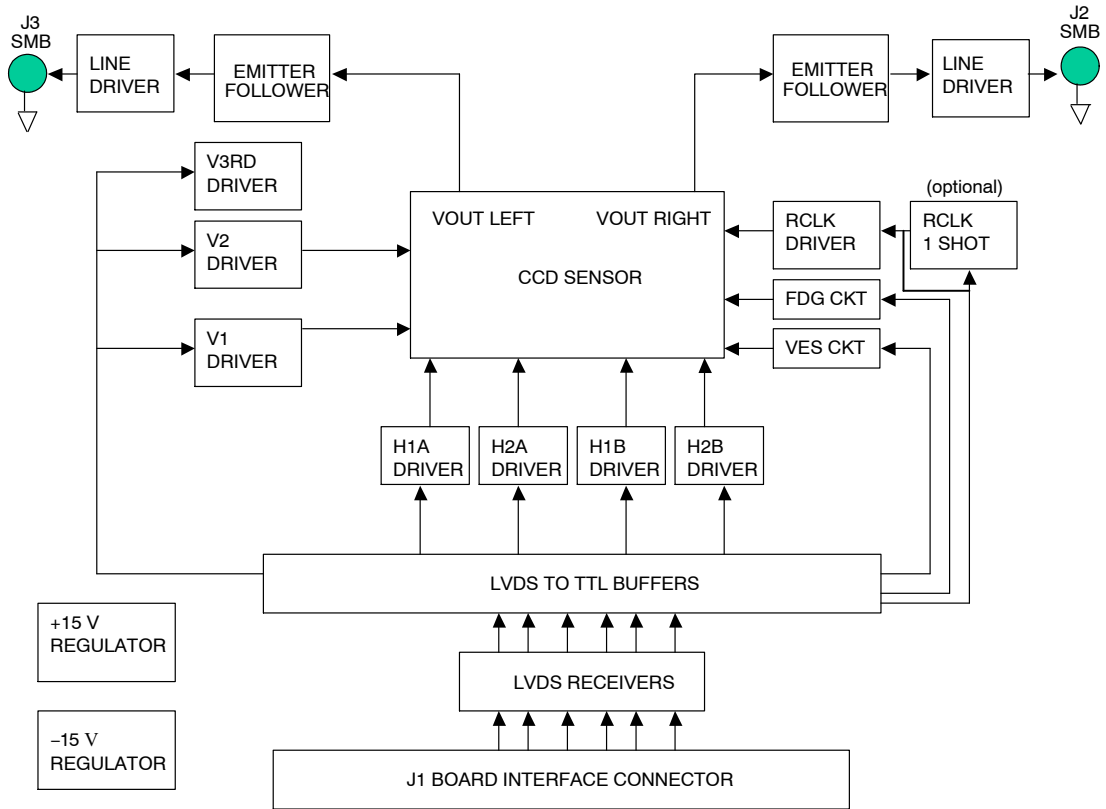 J3
SMB
LINE
DRIVER
EMITTER
FOLLOWER
EMITTER
FOLLOWER
LINE
DRIVER
J2
SMB
V3RD
DRIVER
V2
DRIVER
V1
DRIVER
VOUT LEFT
VOUT RIGHT
CCD SENSOR
RCLK
DRIVER
(optional)
RCLK
1 SHOT
FDG CKT
VES CKT
H1A
DRIVER
H2A
DRIVER
H1B
DRIVER
H2B
DRIVER
LVDS TO TTL BUFFERS
+15 V
REGULATOR
LVDS RECEIVERS
−15 V
REGULATOR
J1 BOARD INTERFACE CONNECTOR